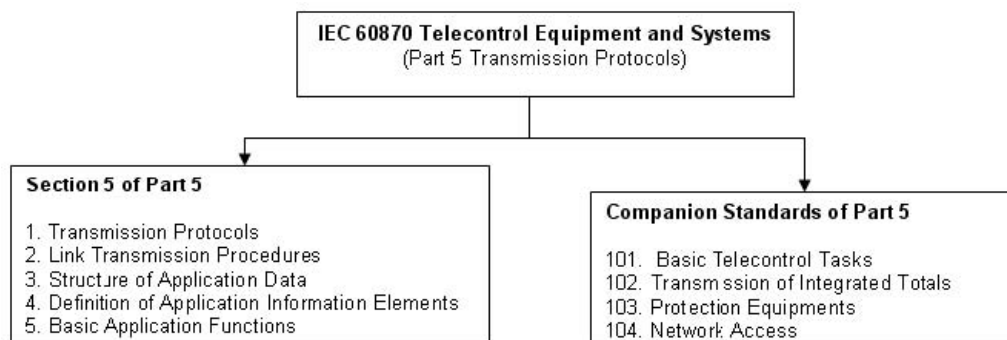 IEC 60870 Telecontrol Equipment and Systems
(Part 5 Transmission Protocols)
Section 5 of Part 5
1. Transmission Protocols
2. Link Transmission Procedures
3. Structure of Application Data
4. Definition of Application Information Elements
5. Basic Application Functions
Companion Standards of Part 5
101. Basic Telecontrol Tasks
102. Transmission of Integrated Totals
103. Protection Equipments
104. Network Access